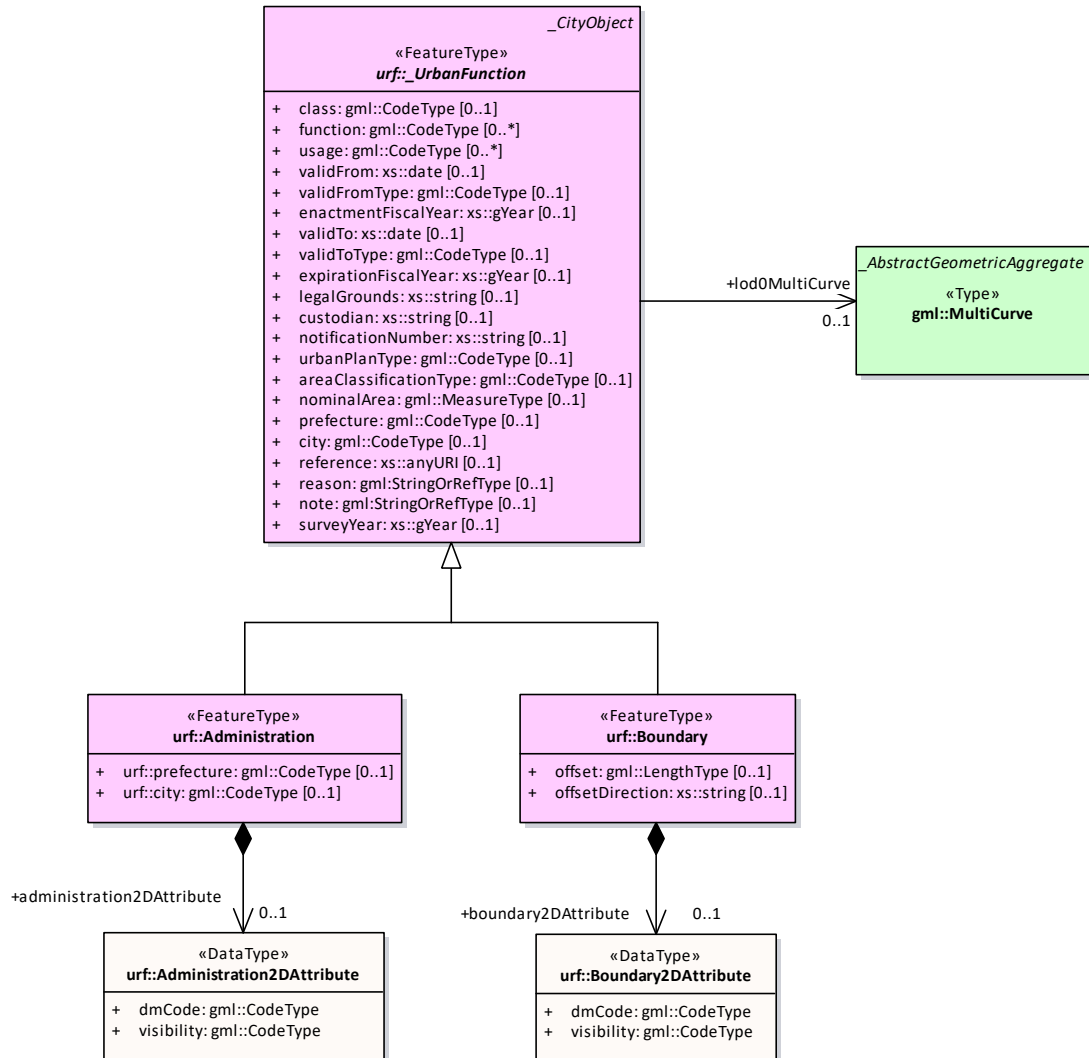 _CityObject
«FeatureType»
urf::_UrbanFunction
+ class: gml::CodeType [0..1]
+ function: gml::CodeType [0..*]
+ usage: gml::CodeType [0..*]
+ validFrom: xs::date [0..1]
+ validFromType: gml::CodeType [0..1]
+ enactmentFiscalYear: xs::gYear [0..1]
+ validTo: xs::date [0..1]
+ validToType: gml::CodeType [0..1]
+ expirationFiscalYear: xs::gYear [0..1]
+ legalGrounds: xs::string [0..1]
+ custodian: xs::string [0..1]
+ notificationNumber: xs::string [0..1]
+ urbanPlanType: gml::CodeType [0..1]
+ areaClassificationType: gml::CodeType [0..1]
+ nominalArea: gml::MeasureType [0..1]
+ prefecture: gml::CodeType [0..1]
+ city: gml::CodeType [0..1]
+ reference: xs::anyURI [0..1]
+ reason: gml:StringOrRefType [0..1]
+ note: gml:StringOrRefType [0..1]
+ surveyYear: xs::gYear [0..1]
+lod0MultiCurve
0..1
_AbstractGeometricAggregate
«Type»
gml::MultiCurve
«FeatureType»
urf::Administration
+ urf::prefecture: gml::CodeType [0..1]
+ urf::city: gml::CodeType [0..1]
«FeatureType»
urf::Boundary
+ offset: gml::LengthType [0..1]
+ offsetDirection: xs::string [0..1]
+administration2DAttribute
0..1
+boundary2DAttribute
0..1
«DataType»
urf::Administration2DAttribute
+ dmCode: gml::CodeType
+ visibility: gml::CodeType
«DataType»
urf::Boundary2DAttribute
+ dmCode: gml::CodeType
+ visibility: gml::CodeType